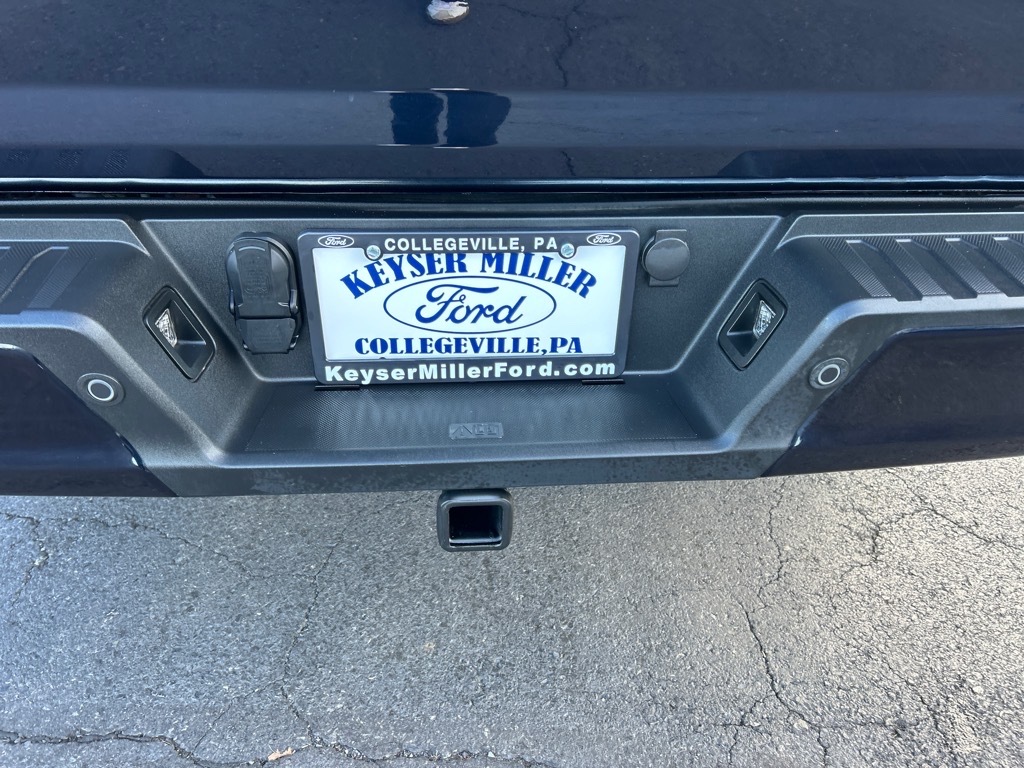 Ford
COLLEGEVILLE, PA
Ford
KEYSER MILLER
Ford
COLLEGEVILLE,PA
KeyserMillerFord.com